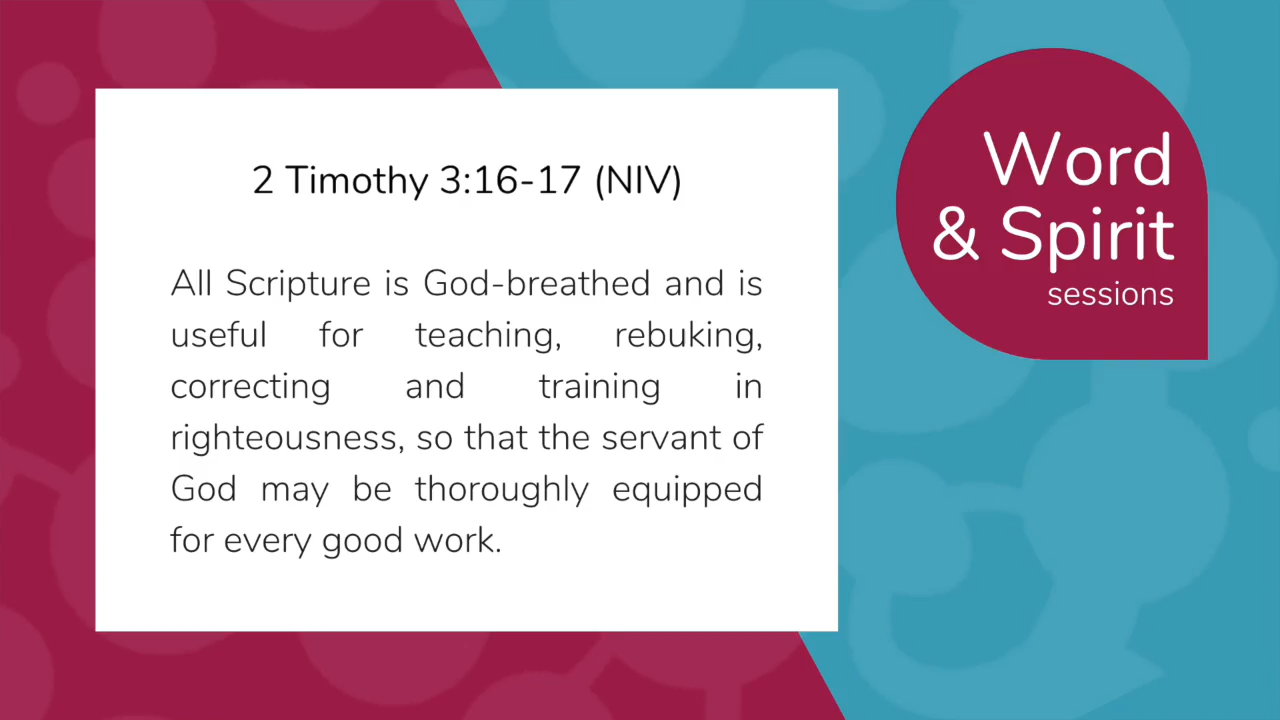 2 Timothy 3:16-17 (NIV)
All Scripture is God-breathed and is
useful for teaching, rebuking,
correcting and training in
righteousness, so that the servant of
God may be thoroughly equipped
for every good work.
Word
& Spirit
sessions